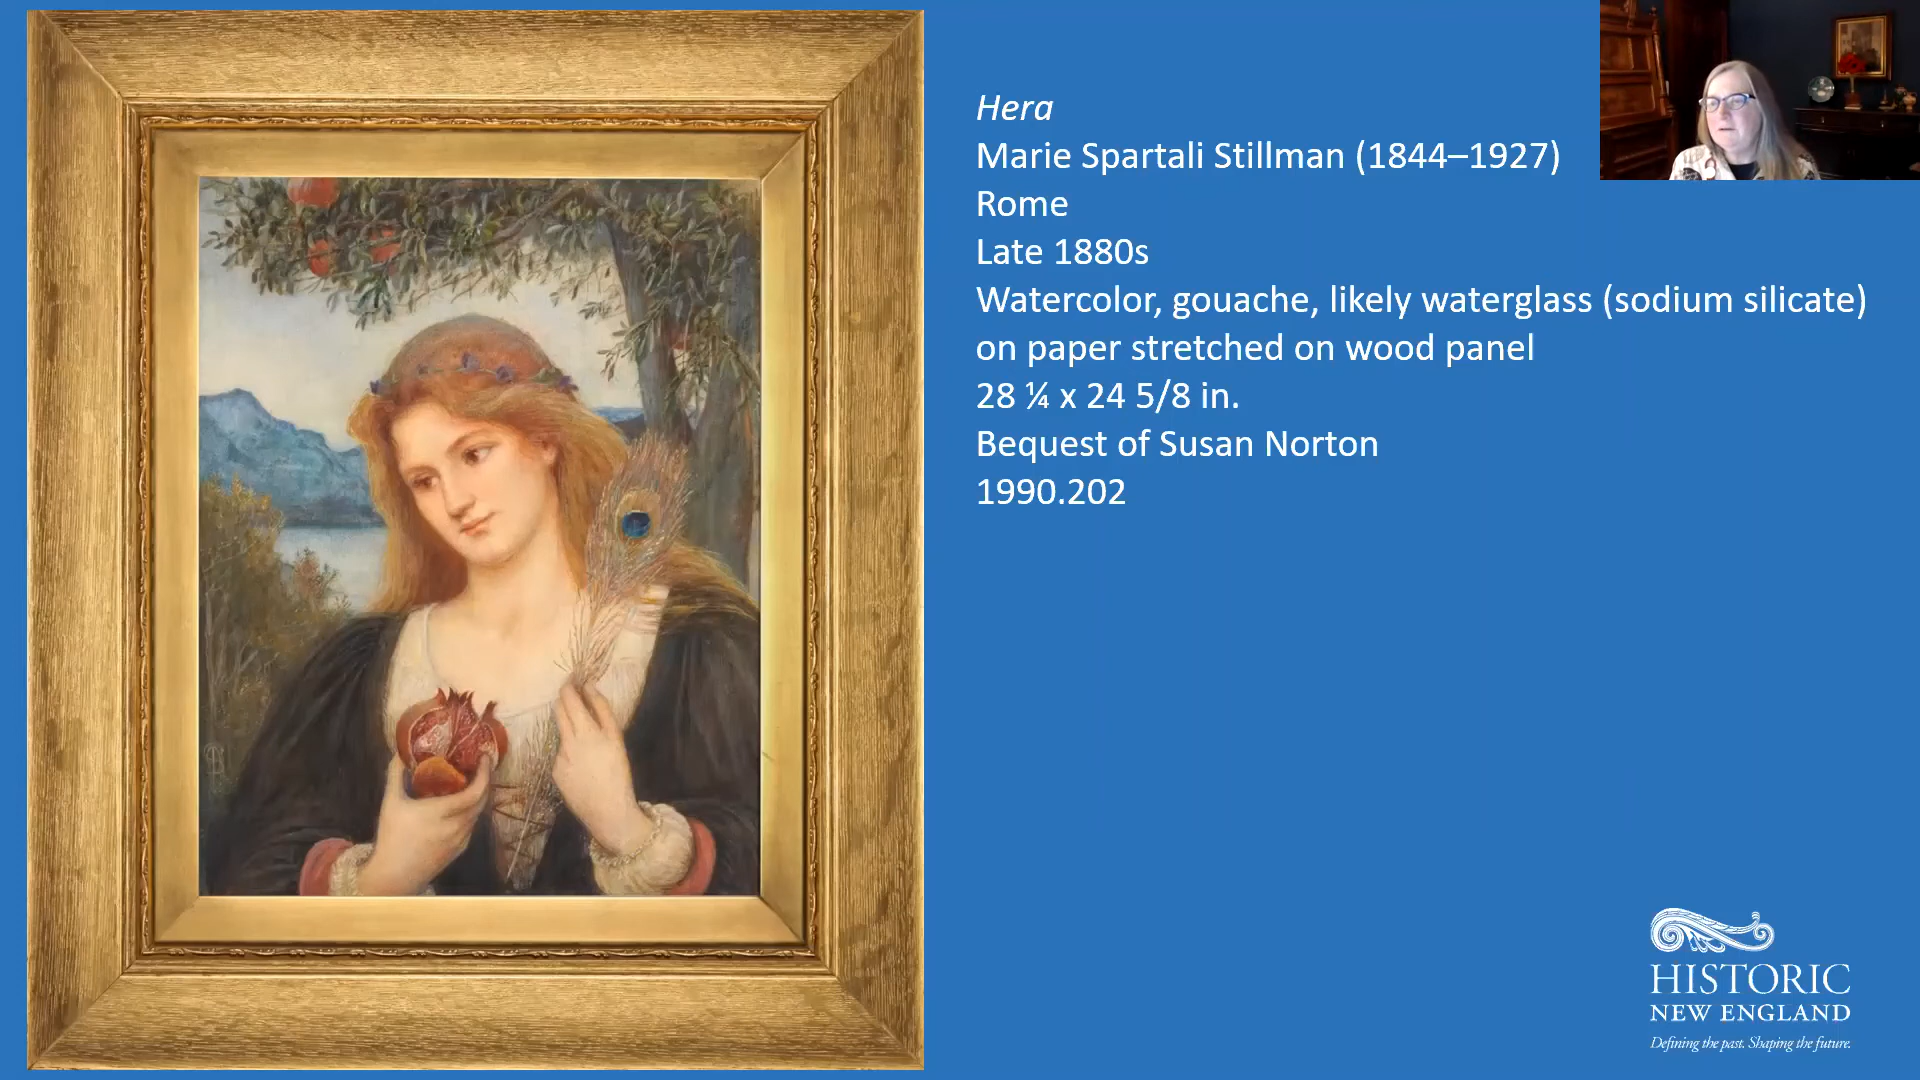 Hera
Marie Spartali Stillman (1844–1927)
Rome
Late 1880s
Watercolor, gouache, likely waterglass (sodium silicate)
on paper stretched on wood panel
28 ¼ x 24 5/8 in.
Bequest of Susan Norton
1990.202
HISTORIC
NEW ENGLAND
Defining the past. Shaping the future.